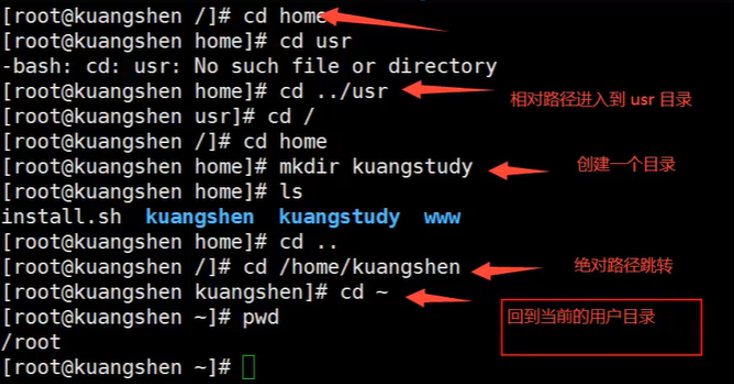 [root@kuangshen /]# cd home
[root@kuangshen home]# cd usr
-bash: cd: usr: No such file or directory
[root@kuangshen home]# cd ../usr
相对路径进入到 usr 目录
[root@kuangshen usr]# cd /
[root@kuangshen /]# cd home
[root@kuangshen home]# mkdir kuangstudy
创建一个目录
[root@kuangshen home]# ls
install.sh  kuangshen  kuangstudy  www
[root@kuangshen home]# cd ..
[root@kuangshen /]# cd /home/kuangshen
绝对路径跳转
[root@kuangshen kuangshen]# cd ~
[root@kuangshen ~]# pwd
回到当前的用户目录
/root
[root@kuangshen ~]#